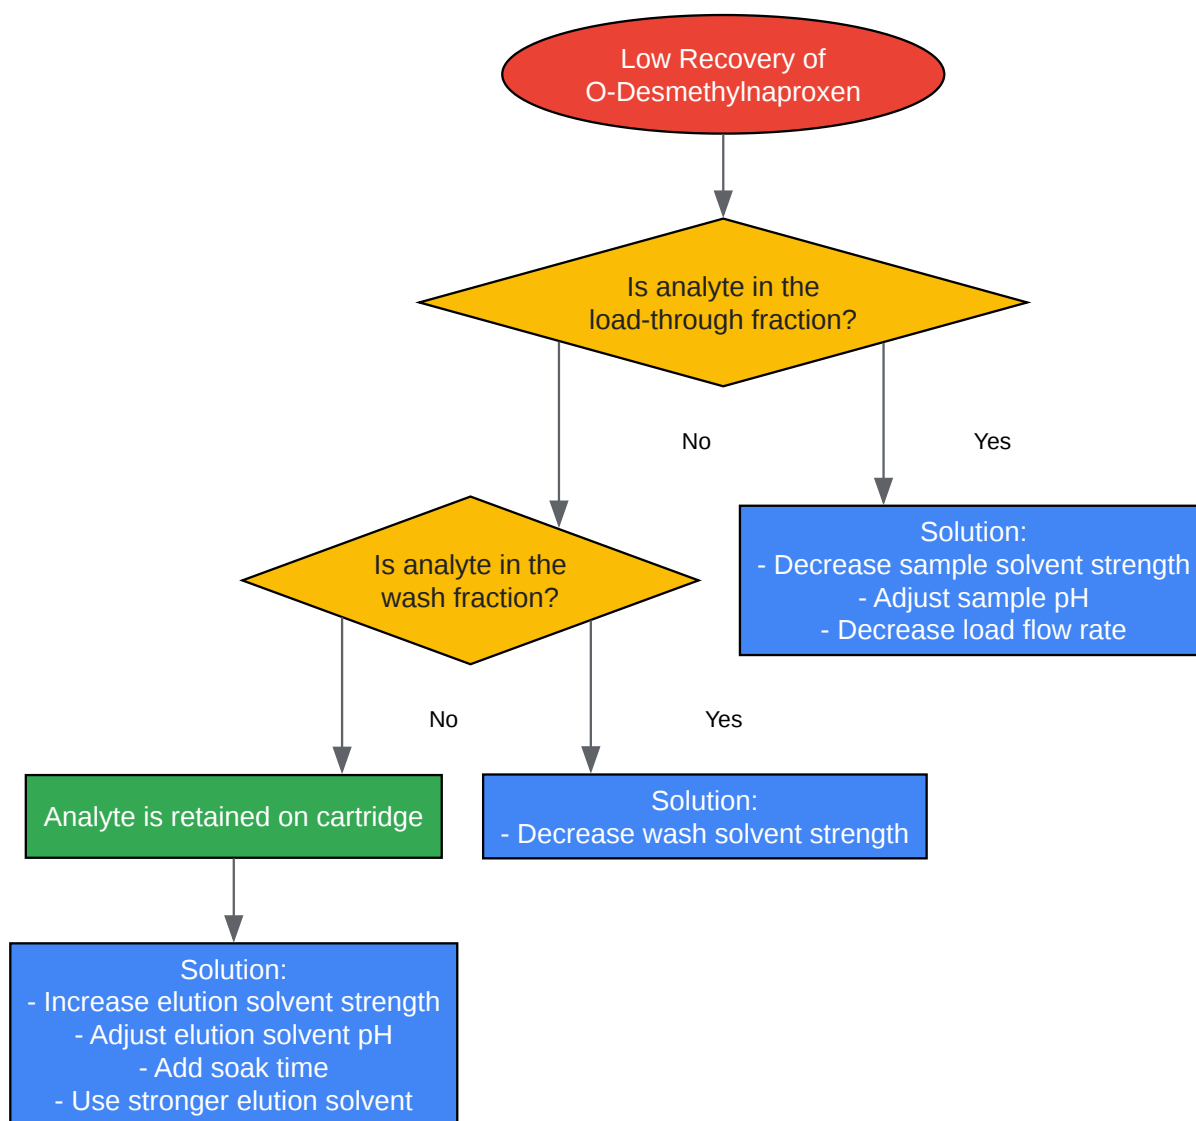 Low Recovery of
O-Desmethylnaproxen
Is analyte in the
load-through fraction?
No
Yes
Solution:
- Decrease sample solvent strength
- Adjust sample pH
- Decrease load flow rate
Is analyte in the
wash fraction?
No
Yes
Analyte is retained on cartridge
Solution:
- Decrease wash solvent strength
Solution:
- Increase elution solvent strength
- Adjust elution solvent pH
- Add soak time
- Use stronger elution solvent